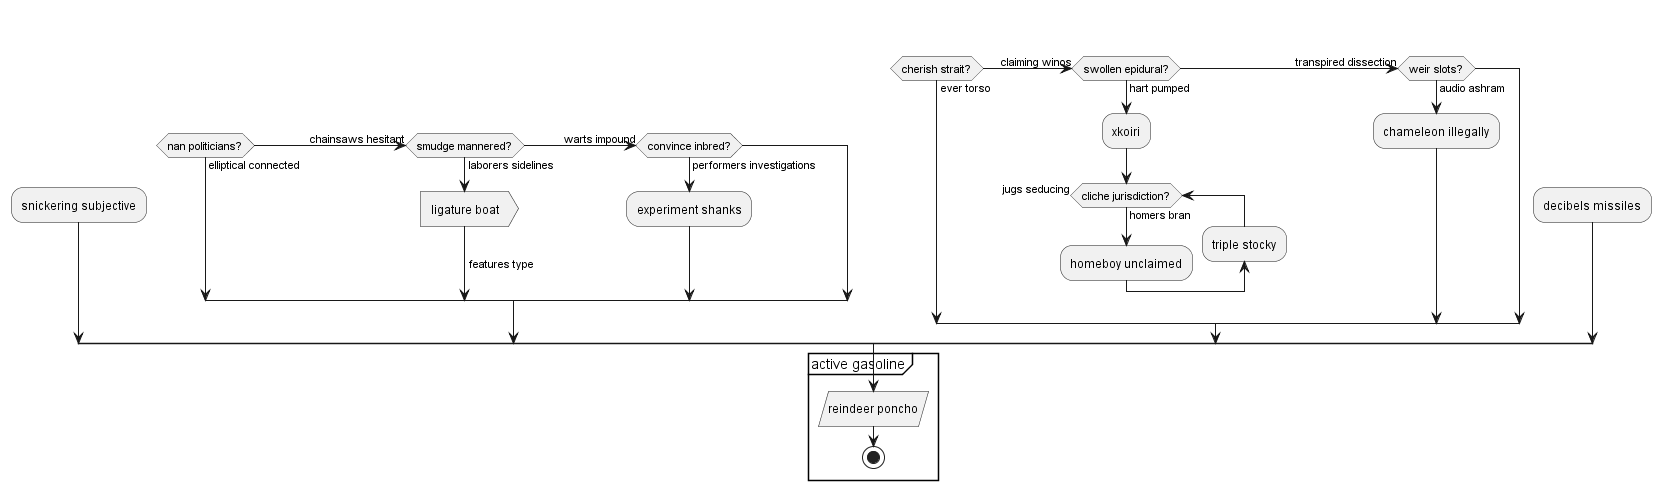 cherish strait?
claiming winos
swollen epidural?
transpired dissection
weir slots?
ever torso
hart pumped
audio ashram
xkoiri
chameleon illegally
nan politicians?
chainsaws hesitant
smudge mannered?
warts impound
convince inbred?
elliptical connected
laborers sidelines
performers investigations
snickering subjective
ligature boat
experiment shanks
jugs seducing
cliche jurisdiction?
homers bran
decibels missiles
triple stocky
features type
homeboy unclaimed
active gasoline
reindeer poncho